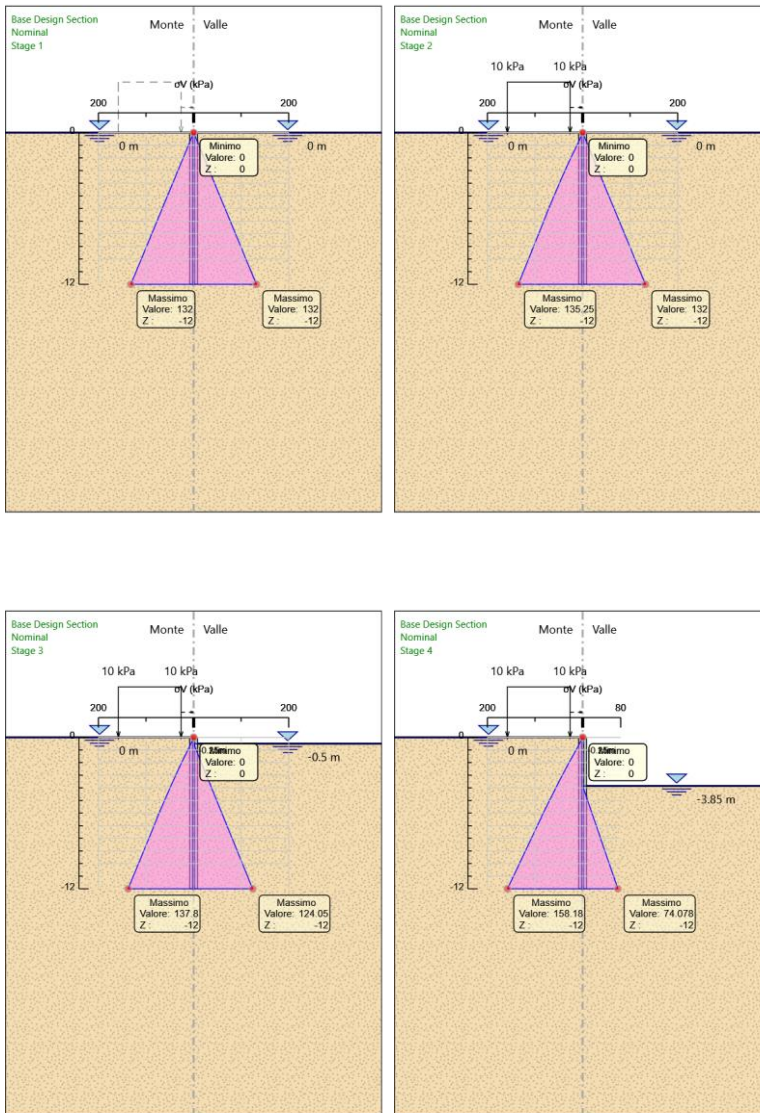 Base Design Section
Nominal
Stage 1
Monte Valle
σV (kPa)
200 200
0
0 m 0 m
Minimo
Valore: 0
Z : 0
-12
Massimo
Valore: 132
Z : -12
Massimo
Valore: 132
Z : -12
Base Design Section
Nominal
Stage 2
Monte Valle
10 kPa 10 kPa
σV (kPa)
200 200
0
0 m 0 m
Minimo
Valore: 0
Z : 0
-12
Massimo
Valore: 135.25
Z : -12
Massimo
Valore: 132
Z : -12
Base Design Section
Nominal
Stage 3
Monte Valle
10 kPa 10 kPa
σV (kPa)
200 200
0
0 m -0.5 m
Minimo
Valore: 0
Z : 0
-12
Massimo
Valore: 137.8
Z : -12
Massimo
Valore: 124.05
Z : -12
Base Design Section
Nominal
Stage 4
Monte Valle
10 kPa 10 kPa
σV (kPa)
200 80
0
0 m
Minimo
Valore: 0
Z : 0
-3.85 m
-12
Massimo
Valore: 158.18
Z : -12
Massimo
Valore: 74.078
Z : -12